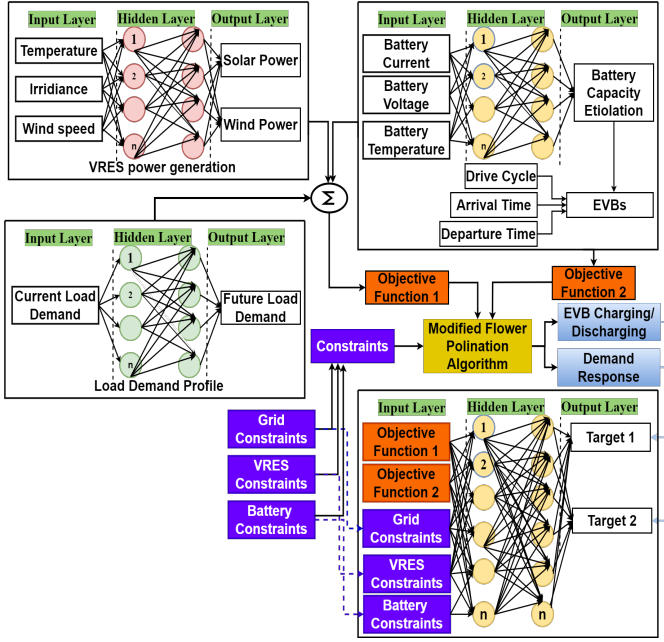 Input Layer
Hidden Layer
Output Layer
Temperature
Irridiance
Wind speed
1
2
n
Solar Power
Wind Power
VRES power generation
Input Layer
Hidden Layer
Output Layer
Battery
Current
Battery
Voltage
Battery
Temperature
1
2
n
Battery
Capacity
Etiolation
Drive Cycle
Arrival Time
Departure Time
EVBs
Σ
Input Layer
Hidden Layer
Output Layer
Current Load
Demand
1
2
n
Future Load
Demand
Load Demand Profile
Objective
Function 1
Objective
Function 2
Constraints
Modified Flower
Polination
Algorithm
EVB Charging/
Discharging
Demand
Response
Grid
Constraints
VRES
Constraints
Battery
Constraints
Input Layer
Hidden Layer
Output Layer
Objective
Function 1
Objective
Function 2
Grid
Constraints
VRES
Constraints
Battery
Constraints
1
2
n
n
Target 1
Target 2